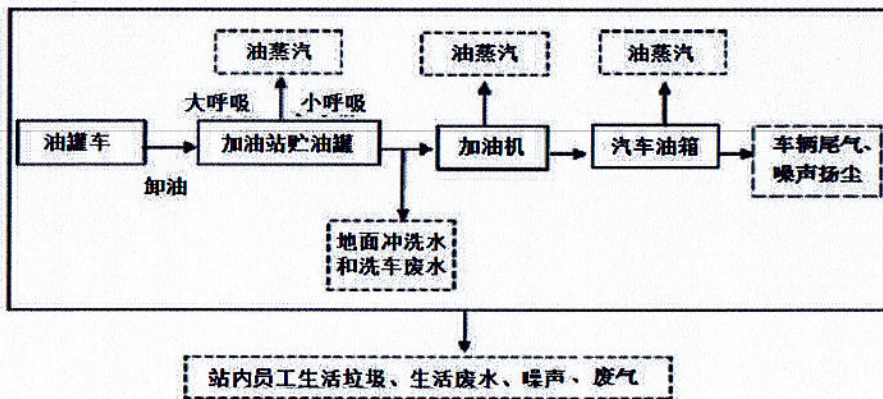 油蒸汽
油蒸汽
油蒸汽
大呼吸
小呼吸
油罐车
加油站贮油罐
加油机
汽车油箱
车辆尾气、
噪声扬尘
卸油
地面冲洗水
和洗车废水
站内员工生活垃圾、生活废水、噪声、废气